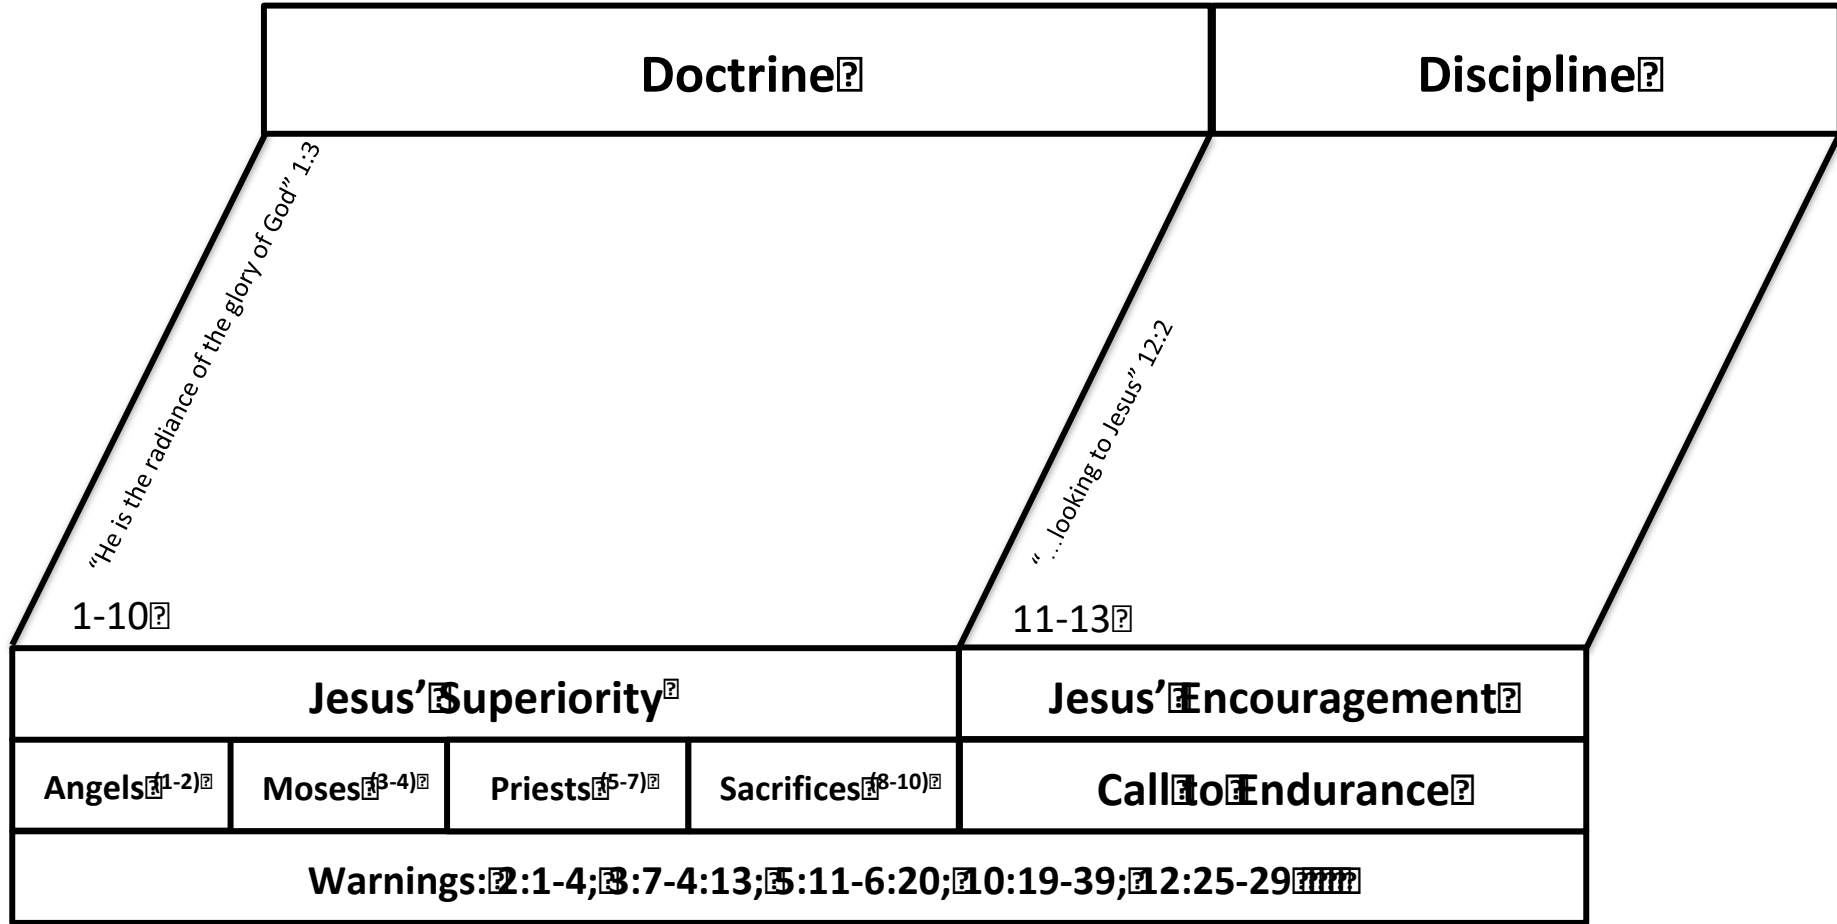 Doctrine
Discipline
“He is the radiance of the glory of God” 1:3
“…looking to Jesus” 12:2
1-10
11-13
Jesus’ Superiority
Jesus’ Encouragement
Angels (1-2)
Moses (3-4)
Priests (5-7)
Sacrifices (8-10)
Call to Endurance
Warnings: 2:1-4; 3:7-4:13; 5:11-6:20; 10:19-39; 12:25-29